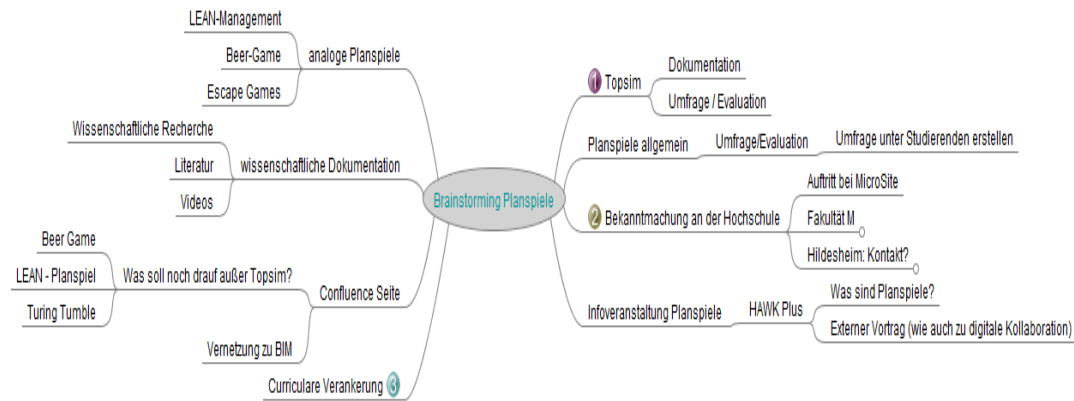 LEAN-Management
Beer-Game
Escape Games
analoge Planspiele
Wissenschaftliche Recherche
Literatur
Videos
wissenschaftliche Dokumentation
Beer Game
LEAN - Planspiel
Turing Tumble
Was soll noch drauf außer Topsim?
Vernetzung zu BIM
Confluence Seite
Curriculare Verankerung 3
Brainstorming Planspiele
1 Topsim
Dokumentation
Umfrage / Evaluation
Planspiele allgemein
Umfrage/Evaluation
Umfrage unter Studierenden erstellen
2 Bekanntmachung an der Hochschule
Auftritt bei MicroSite
Fakultät M
Hildesheim: Kontakt?
Infoveranstaltung Planspiele
HAWK Plus
Was sind Planspiele?
Externer Vortrag (wie auch zu digitale Kollaboration)